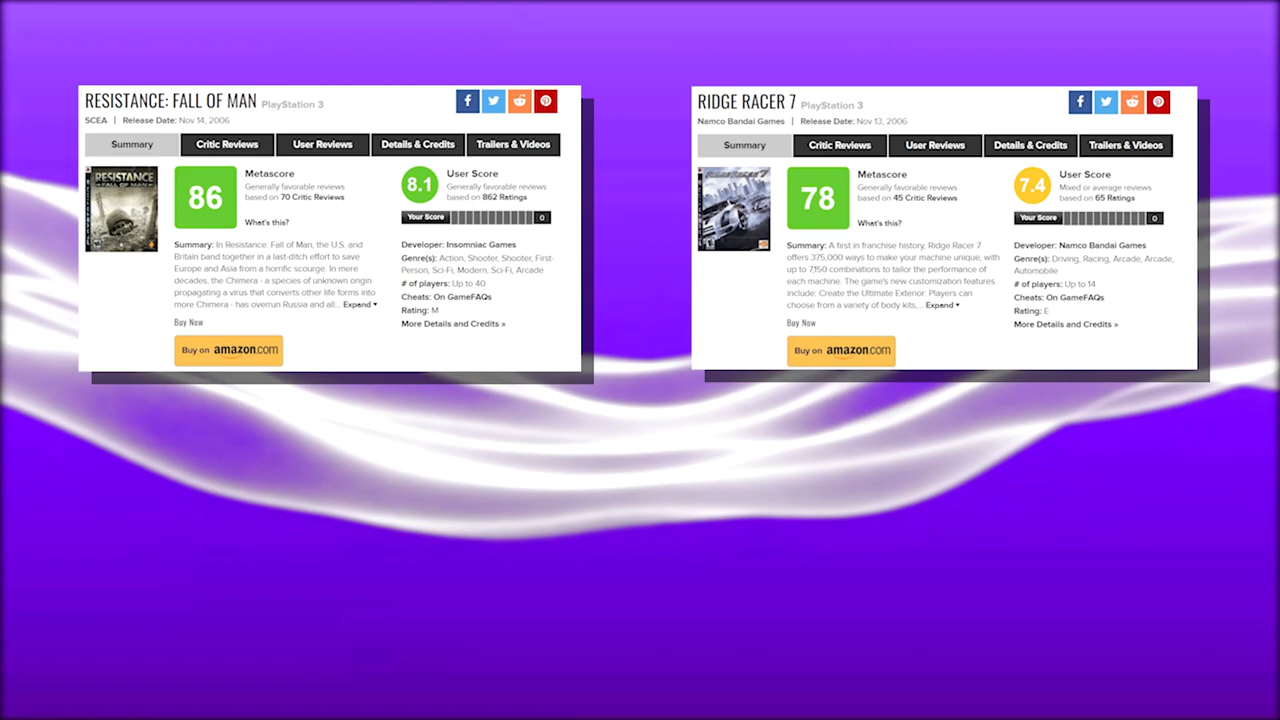 RESISTANCE: FALL OF MAN PlayStation 3
SCEA | Release Date: Nov 14, 2006
Summary Critic Reviews User Reviews Details & Credits Trailers & Videos
RESISTANCE
FALL OF MAN
86
Metascore
Generally favorable reviews
based on 70 Critic Reviews
What's this?
8.1
User Score
Generally favorable reviews
based on 862 Ratings
Your Score 0
Summary: In Resistance: Fall of Man, the U.S. and
Britain band together in a last-ditch effort to save
Europe and Asia from a horrific scourge. In mere
decades, the Chimera - a species of unknown origin
propagating a virus that converts other life forms into
more Chimera - has overrun Russia and all... Expand
Buy Now
Buy on amazon.com
Developer: Insomniac Games
Genre(s): Action, Shooter, Shooter, First-
Person, Sci-Fi, Modern, Sci-Fi, Arcade
# of players: Up to 40
Cheats: On GameFAQs
Rating: M
More Details and Credits »
RIDGE RACER 7 PlayStation 3
Namco Bandai Games | Release Date: Nov 13, 2006
Summary Critic Reviews User Reviews Details & Credits Trailers & Videos
RIDGE RACER 7
78
Metascore
Generally favorable reviews
based on 45 Critic Reviews
What's this?
7.4
User Score
Mixed or average reviews
based on 65 Ratings
Your Score 0
Summary: A first in franchise history, Ridge Racer 7
offers 375,000 ways to make your machine unique, with
up to 7,150 combinations to tailor the performance of
each machine. The game's new customization features
include: Create the Ultimate Exterior: Players can
choose from a variety of body kits,... Expand
Buy Now
Buy on amazon.com
Developer: Namco Bandai Games
Genre(s): Driving, Racing, Arcade, Arcade,
Automobile
# of players: Up to 14
Cheats: On GameFAQs
Rating: E
More Details and Credits »